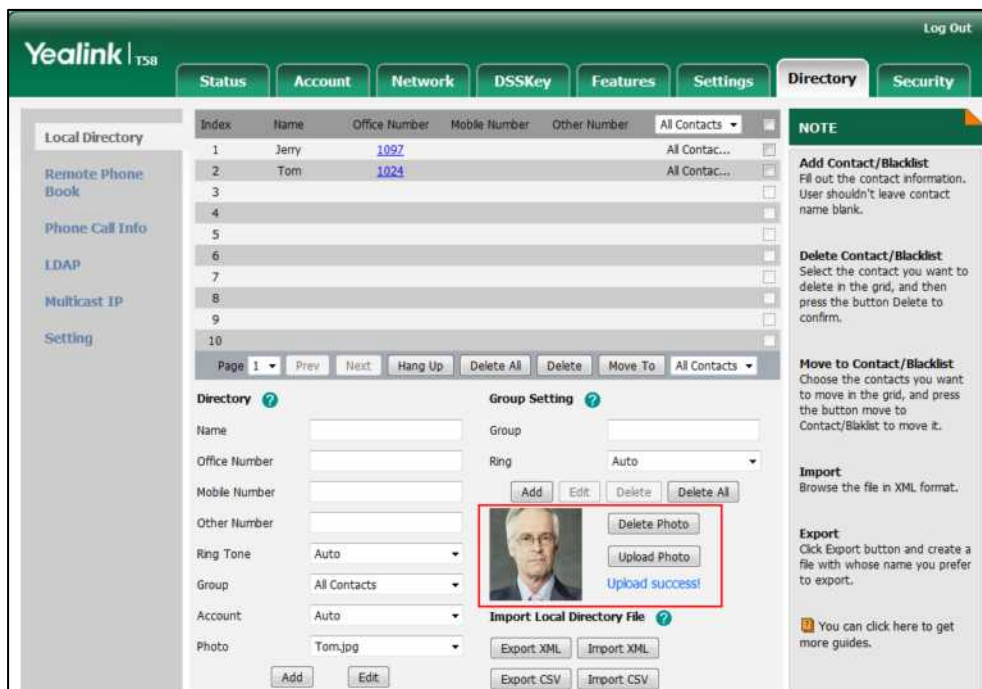 Log Out
Yealink | T58
Status Account Network DSSKey Features Settings Directory Security
Local Directory
Remote Phone
Book
Phone Call Info
LDAP
Multicast IP
Setting
Index Name Office Number Mobile Number Other Number All Contacts
1 Jerry 1097 All Contac...
2 Tom 1024 All Contac...
3
4
5
6
7
8
9
10
Page 1 Prev Next Hang Up Delete All Delete Move To All Contacts
Directory ?
Name
Office Number
Mobile Number
Other Number
Ring Tone Auto
Group All Contacts
Account Auto
Photo Tom.jpg
Add Edit
Group Setting ?
Group
Ring Auto
Add Edit Delete Delete All
Delete Photo
Upload Photo
Upload success!
Import Local Directory File ?
Export XML Import XML
Export CSV Import CSV
NOTE
Add Contact/Blacklist
Fill out the contact information.
User shouldn't leave contact
name blank.
Delete Contact/Blacklist
Select the contact you want to
delete in the grid, and then
press the button Delete to
confirm.
Move to Contact/Blacklist
Choose the contacts you want
to move in the grid, and press
the button move to
Contact/Blaklist to move it.
Import
Browse the file in XML format.
Export
Click Export button and create a
file with whose name you prefer
to export.
? You can click here to get
more guides.